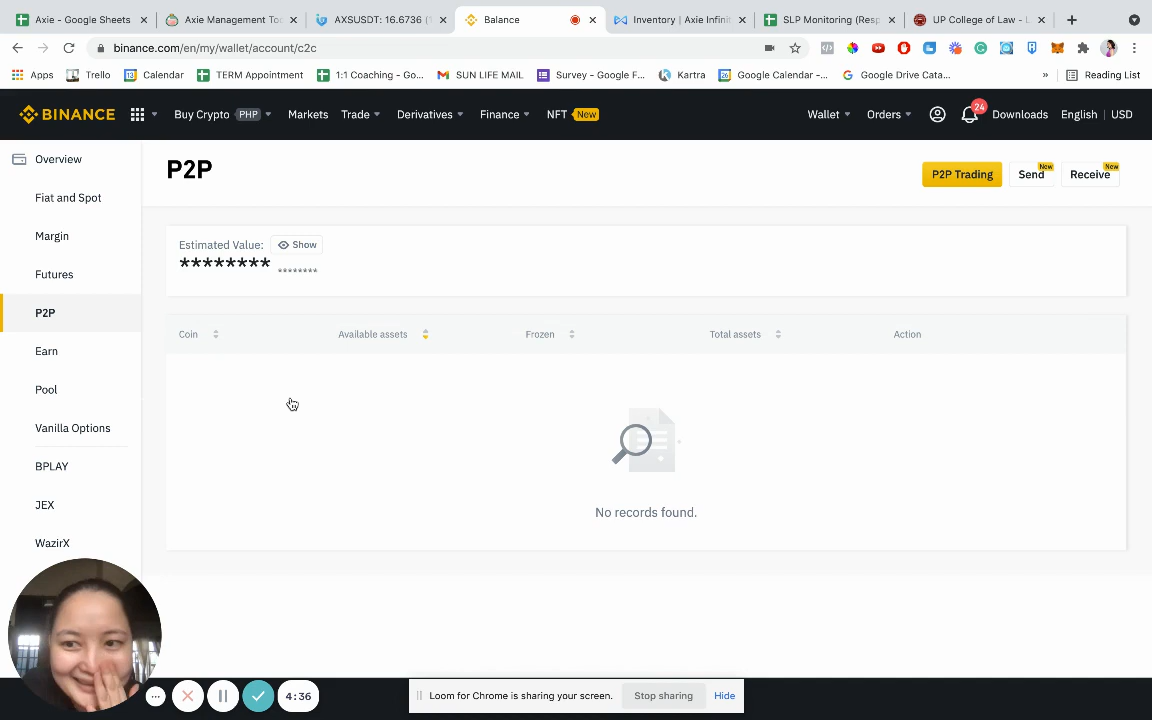 Axie - Google Sheets
Axie Management To
AXSUSDT: 16.6736 (
Balance
Inventory | Axie Infinit
SLP Monitoring (Resp
UP College of Law - L
binance.com/en/my/wallet/account/c2c
Apps
Trello
Calendar
TERM Appointment
1:1 Coaching - Go...
SUN LIFE MAIL
Survey - Google F...
Kartra
Google Calendar -...
Google Drive Cata...
»
Reading List
BINANCE
Buy Crypto PHP
Markets
Trade
Derivatives
Finance
NFT New
Wallet
Orders
24
Downloads
English | USD
Overview
Fiat and Spot
Margin
Futures
P2P
Earn
Pool
Vanilla Options
BPLAY
JEX
WazirX
P2P
P2P Trading
Send New
Receive New
Estimated Value: Show
******** ********
Coin
Available assets
Frozen
Total assets
Action
No records found.
4:36
Loom for Chrome is sharing your screen.
Stop sharing
Hide